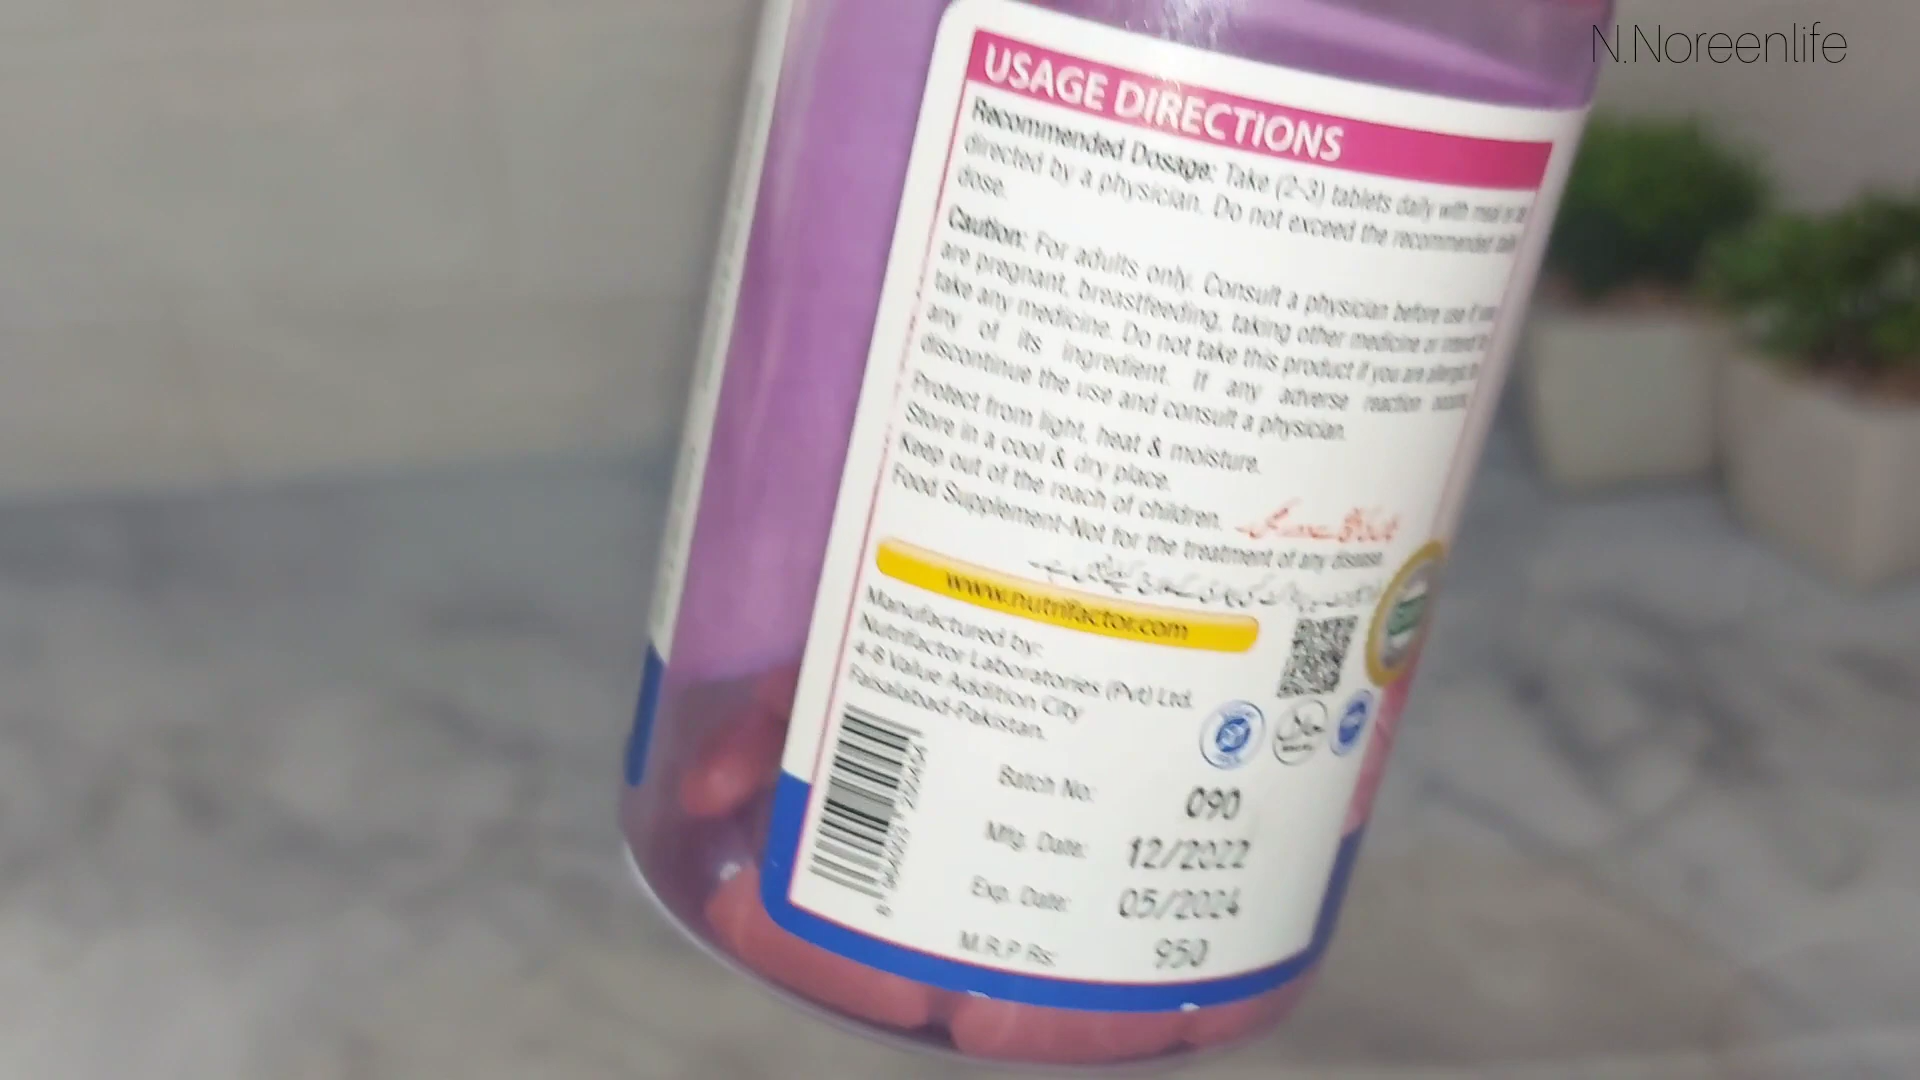 N.Noreenlife
USAGE DIRECTIONS
Recommended Dosage: Take (2-3) tablets daily with meal or as
directed by a physician. Do not exceed the recommended daily
dose.
Caution: For adults only. Consult a physician before use if you
are pregnant, breastfeeding, taking other medicine or intend to
take any medicine. Do not take this product if you are allergic to
any of its ingredient. If any adverse reaction occurs,
discontinue the use and consult a physician.
Protect from light, heat & moisture.
Store in a cool & dry place.
Keep out of the reach of children.
Food Supplement-Not for the treatment of any disease.
www.nutrifactor.com
Manufactured by:
Nutrifactor Laboratories (Pvt) Ltd.
4-B Value Addition City
Faisalabad-Pakistan.
Batch No: 090
Mfg. Date: 12/2022
Exp. Date: 05/2024
M.R.P Rs: 950